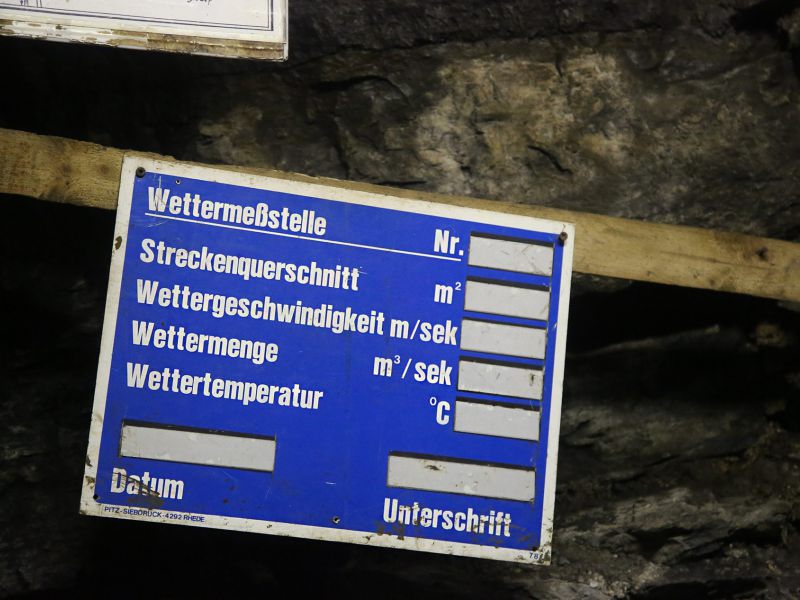 Wettermeßstelle Nr.
Streckenquerschnitt m²
Wettergeschwindigkeit m/sek
Wettermenge m³/sek
Wettertemperatur °C
Datum
Unterschrift
PITZ-SIEBDRUCK-4292 RHEDE